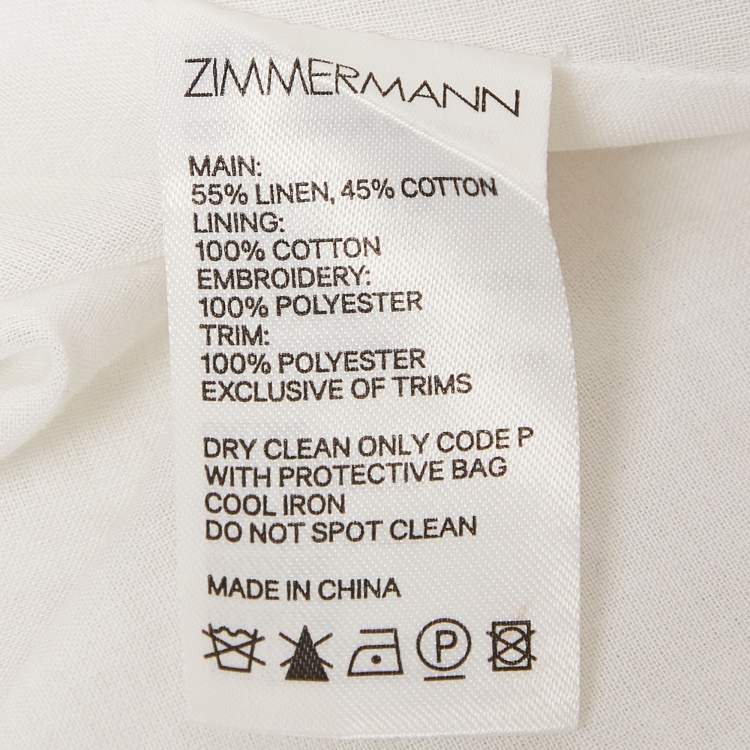 ZIMMERMANN
MAIN:
55% LINEN, 45% COTTON
LINING:
100% COTTON
EMBROIDERY:
100% POLYESTER
TRIM:
100% POLYESTER
EXCLUSIVE OF TRIMS
DRY CLEAN ONLY CODE P
WITH PROTECTIVE BAG
COOL IRON
DO NOT SPOT CLEAN
MADE IN CHINA
P